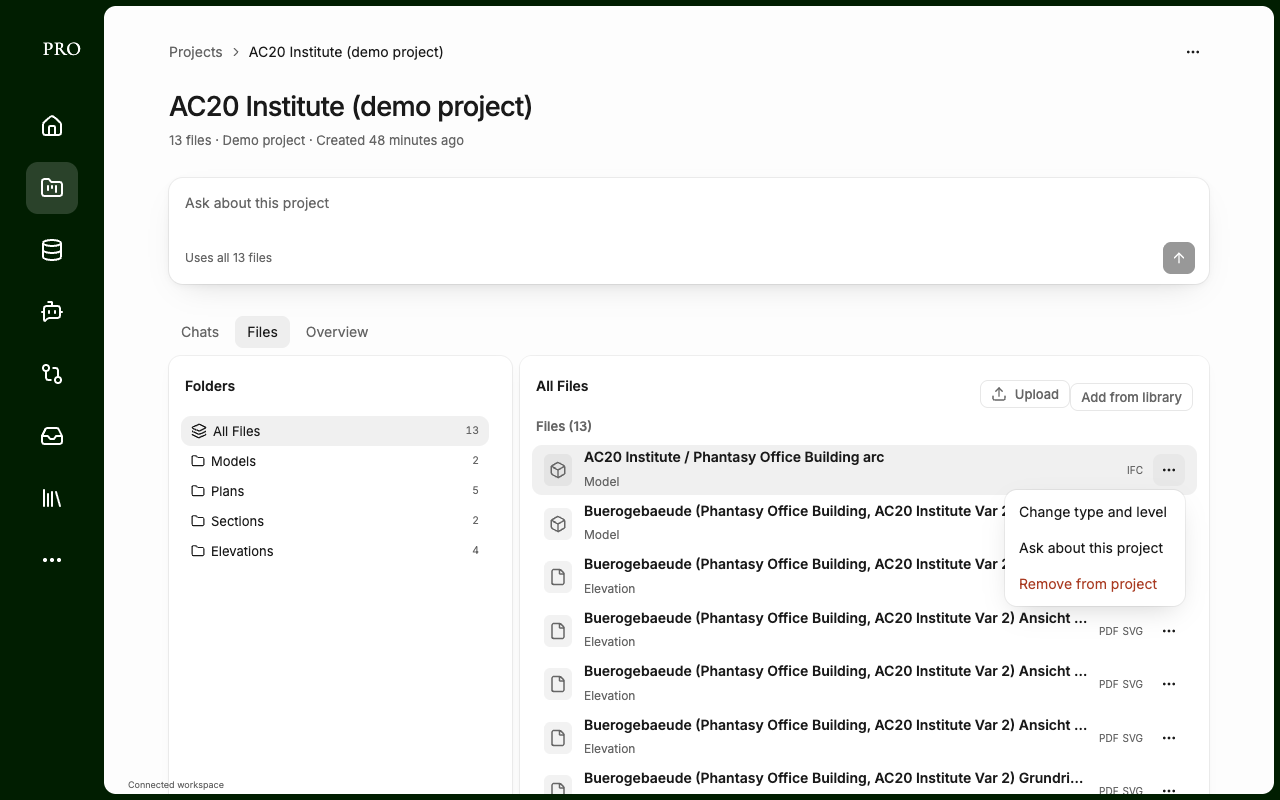 PRO
Projects
AC20 Institute (demo project)
AC20 Institute (demo project)
13 files · Demo project · Created 48 minutes ago
Ask about this project
Uses all 13 files
Chats
Files
Overview
Folders
All Files 13
Models 2
Plans 5
Sections 2
Elevations 4
All Files
Upload
Add from library
Files (13)
AC20 Institute / Phantasy Office Building arc
Model
IFC
Change type and level
Ask about this project
Remove from project
Buerogebaeude (Phantasy Office Building, AC20 Institute Var
Model
Buerogebaeude (Phantasy Office Building, AC20 Institute Var
Elevation
Buerogebaeude (Phantasy Office Building, AC20 Institute Var 2) Ansicht ...
Elevation
PDF SVG
Buerogebaeude (Phantasy Office Building, AC20 Institute Var 2) Ansicht ...
Elevation
PDF SVG
Buerogebaeude (Phantasy Office Building, AC20 Institute Var 2) Ansicht ...
Elevation
PDF SVG
Buerogebaeude (Phantasy Office Building, AC20 Institute Var 2) Grundri...
PDF SVG
Connected workspace